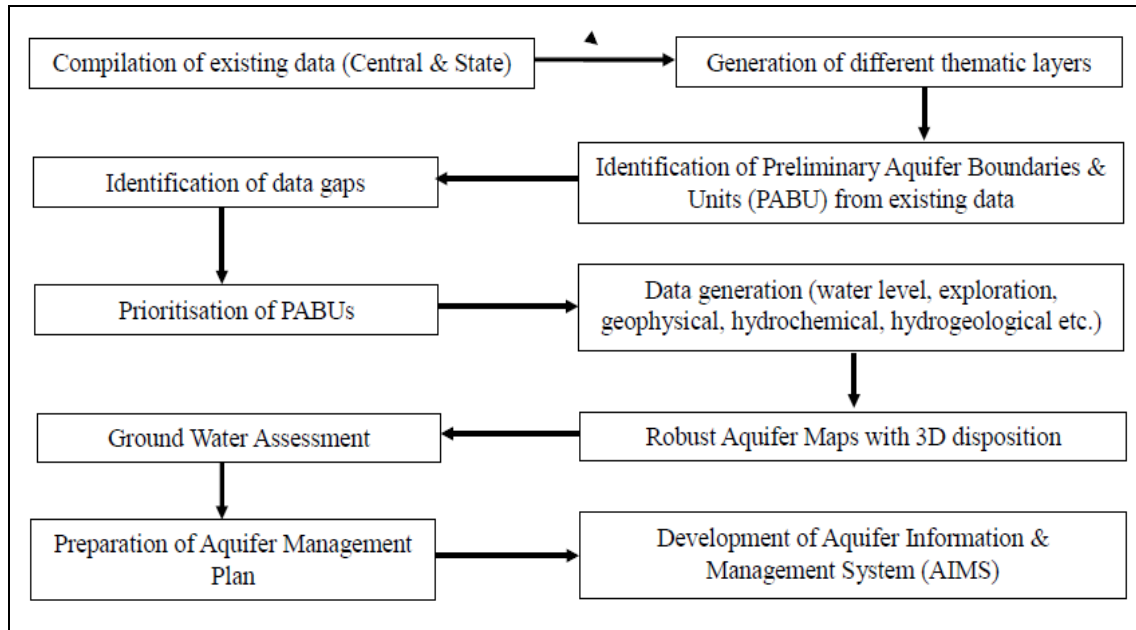 Compilation of existing data (Central & State)
Generation of different thematic layers
Identification of Preliminary Aquifer Boundaries &
Units (PABU) from existing data
Identification of data gaps
Prioritisation of PABUs
Data generation (water level, exploration,
geophysical, hydrochemical, hydrogeological etc.)
Robust Aquifer Maps with 3D disposition
Ground Water Assessment
Preparation of Aquifer Management
Plan
Development of Aquifer Information &
Management System (AIMS)